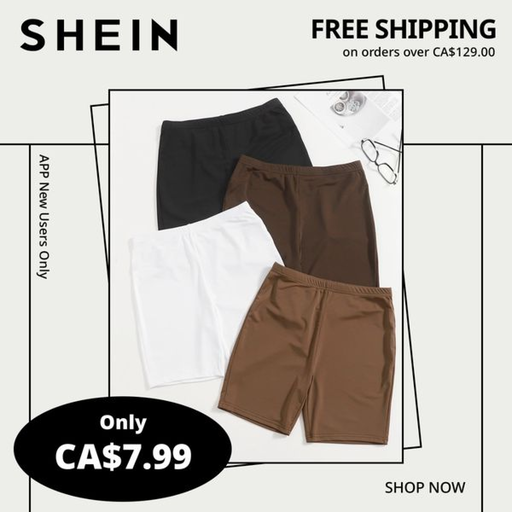 SHEIN
FREE SHIPPING
on orders over CA$129.00
APP New Users Only
Only
CA$7.99
SHOP NOW